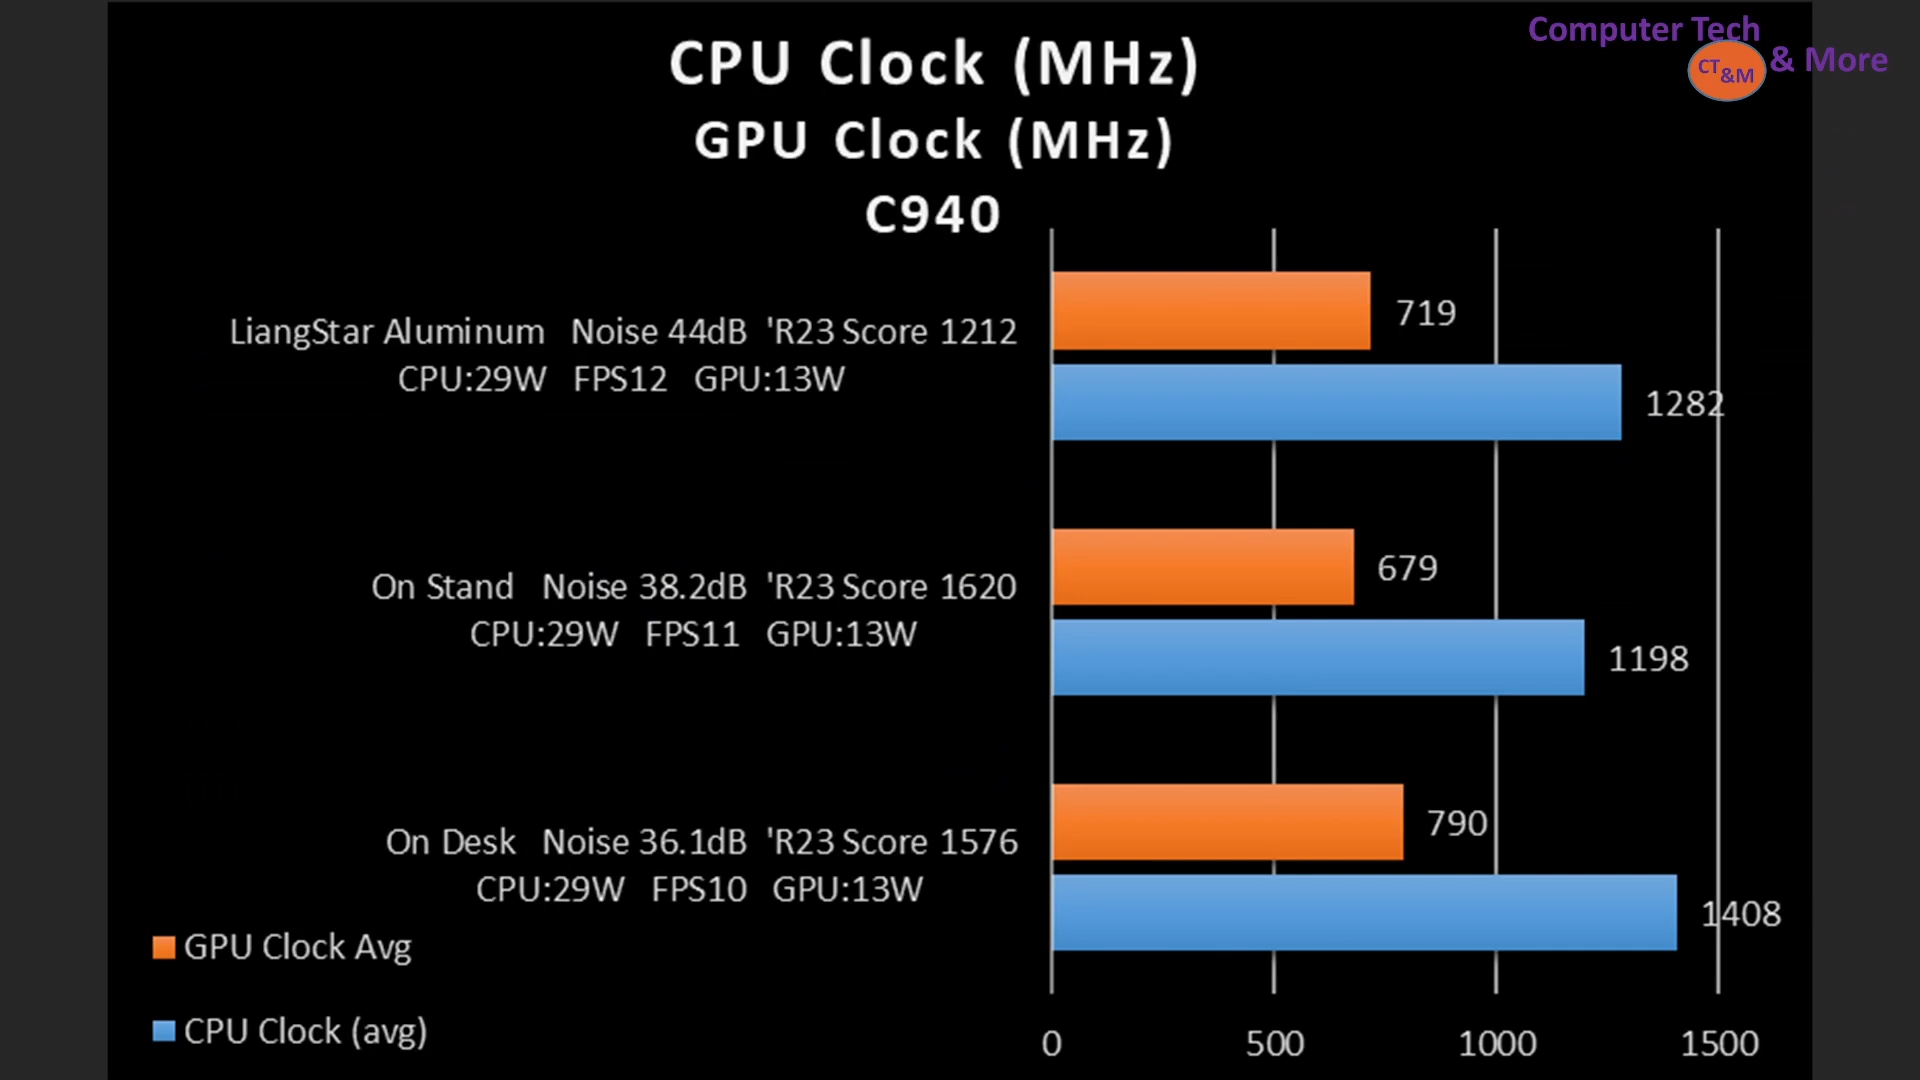 Computer Tech
& More
CT
&M
CPU Clock (MHz)
GPU Clock (MHz)
C940
LiangStar Aluminum Noise 44dB 'R23 Score 1212
CPU:29W FPS12 GPU:13W
719
1282
On Stand Noise 38.2dB 'R23 Score 1620
CPU:29W FPS11 GPU:13W
679
1198
On Desk Noise 36.1dB 'R23 Score 1576
CPU:29W FPS10 GPU:13W
790
1408
GPU Clock Avg
CPU Clock (avg)
0 500 1000 1500